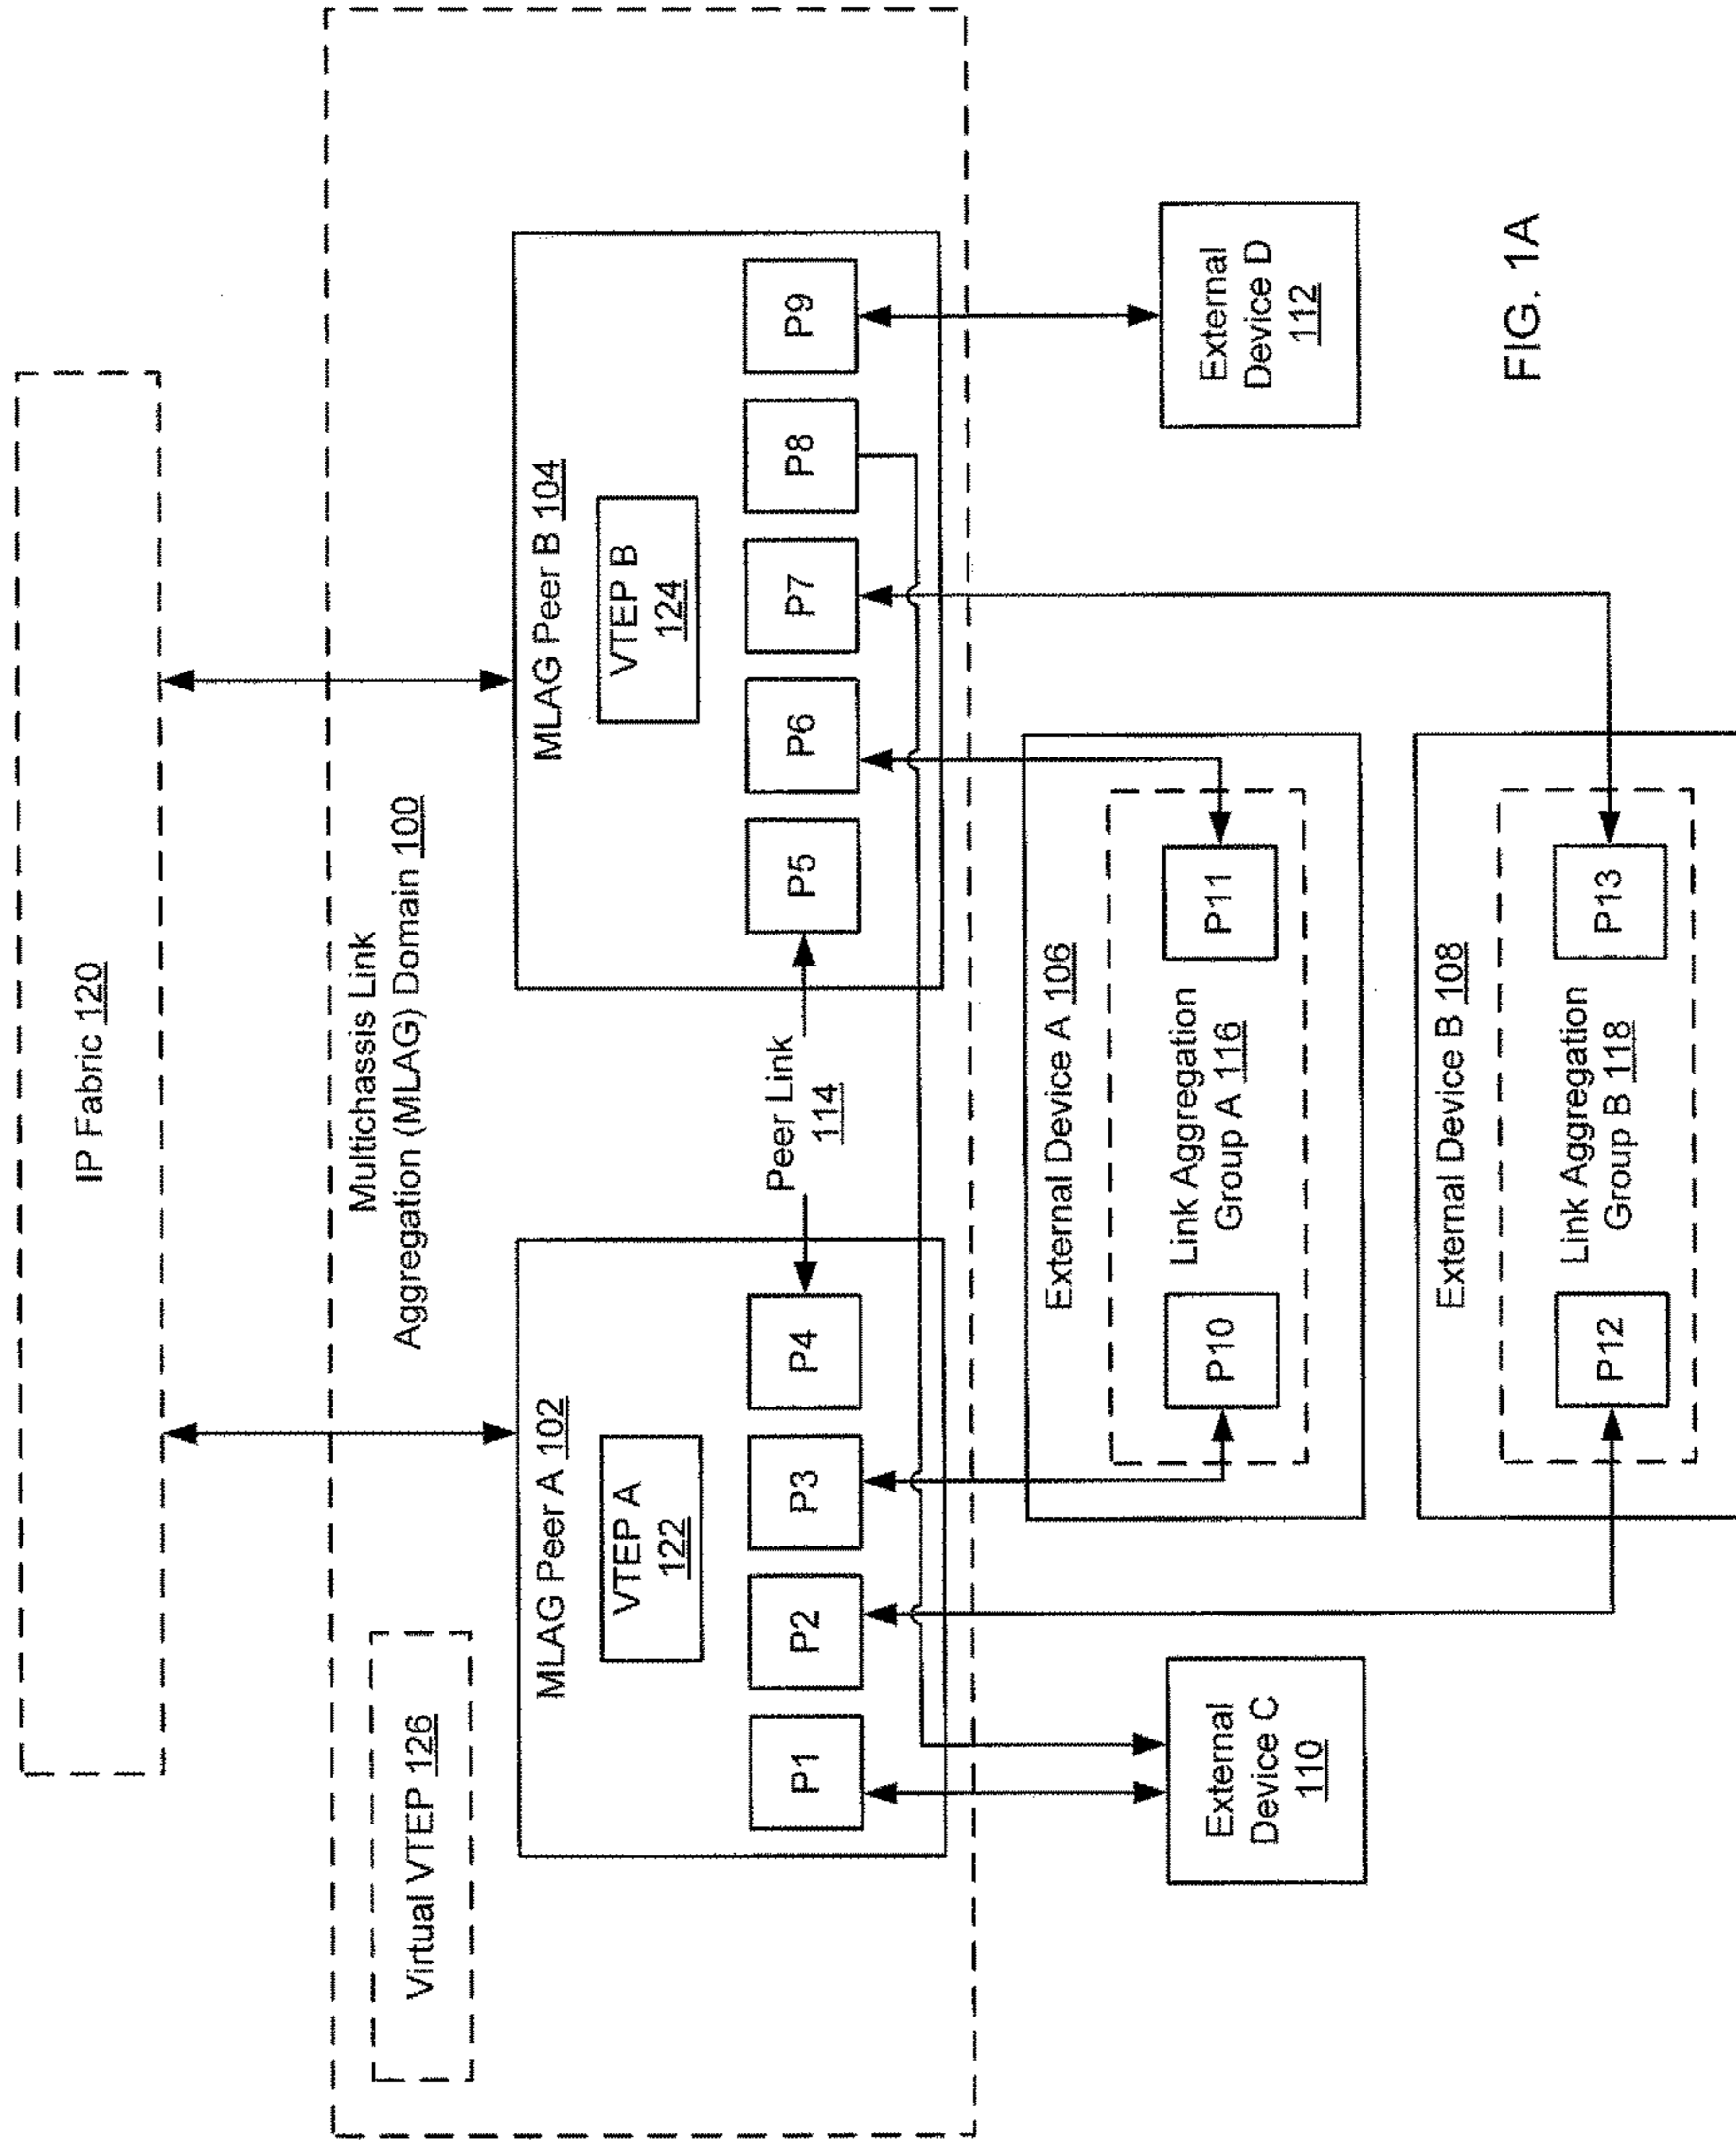 IP Fabric 120
Multichassis Link
Aggregation (MLAG) Domain 100
Virtual VTEP 126
MLAG Peer A 102
VTEP A
122
P1
P2
P3
P4
Peer Link
114
MLAG Peer B 104
VTEP B
124
P5
P6
P7
P8
P9
External Device A 106
P10
Link Aggregation
Group A 116
P11
External
Device C
110
External
Device D
112
External Device B 108
P12
Link Aggregation
Group B 118
P13
FIG. 1A